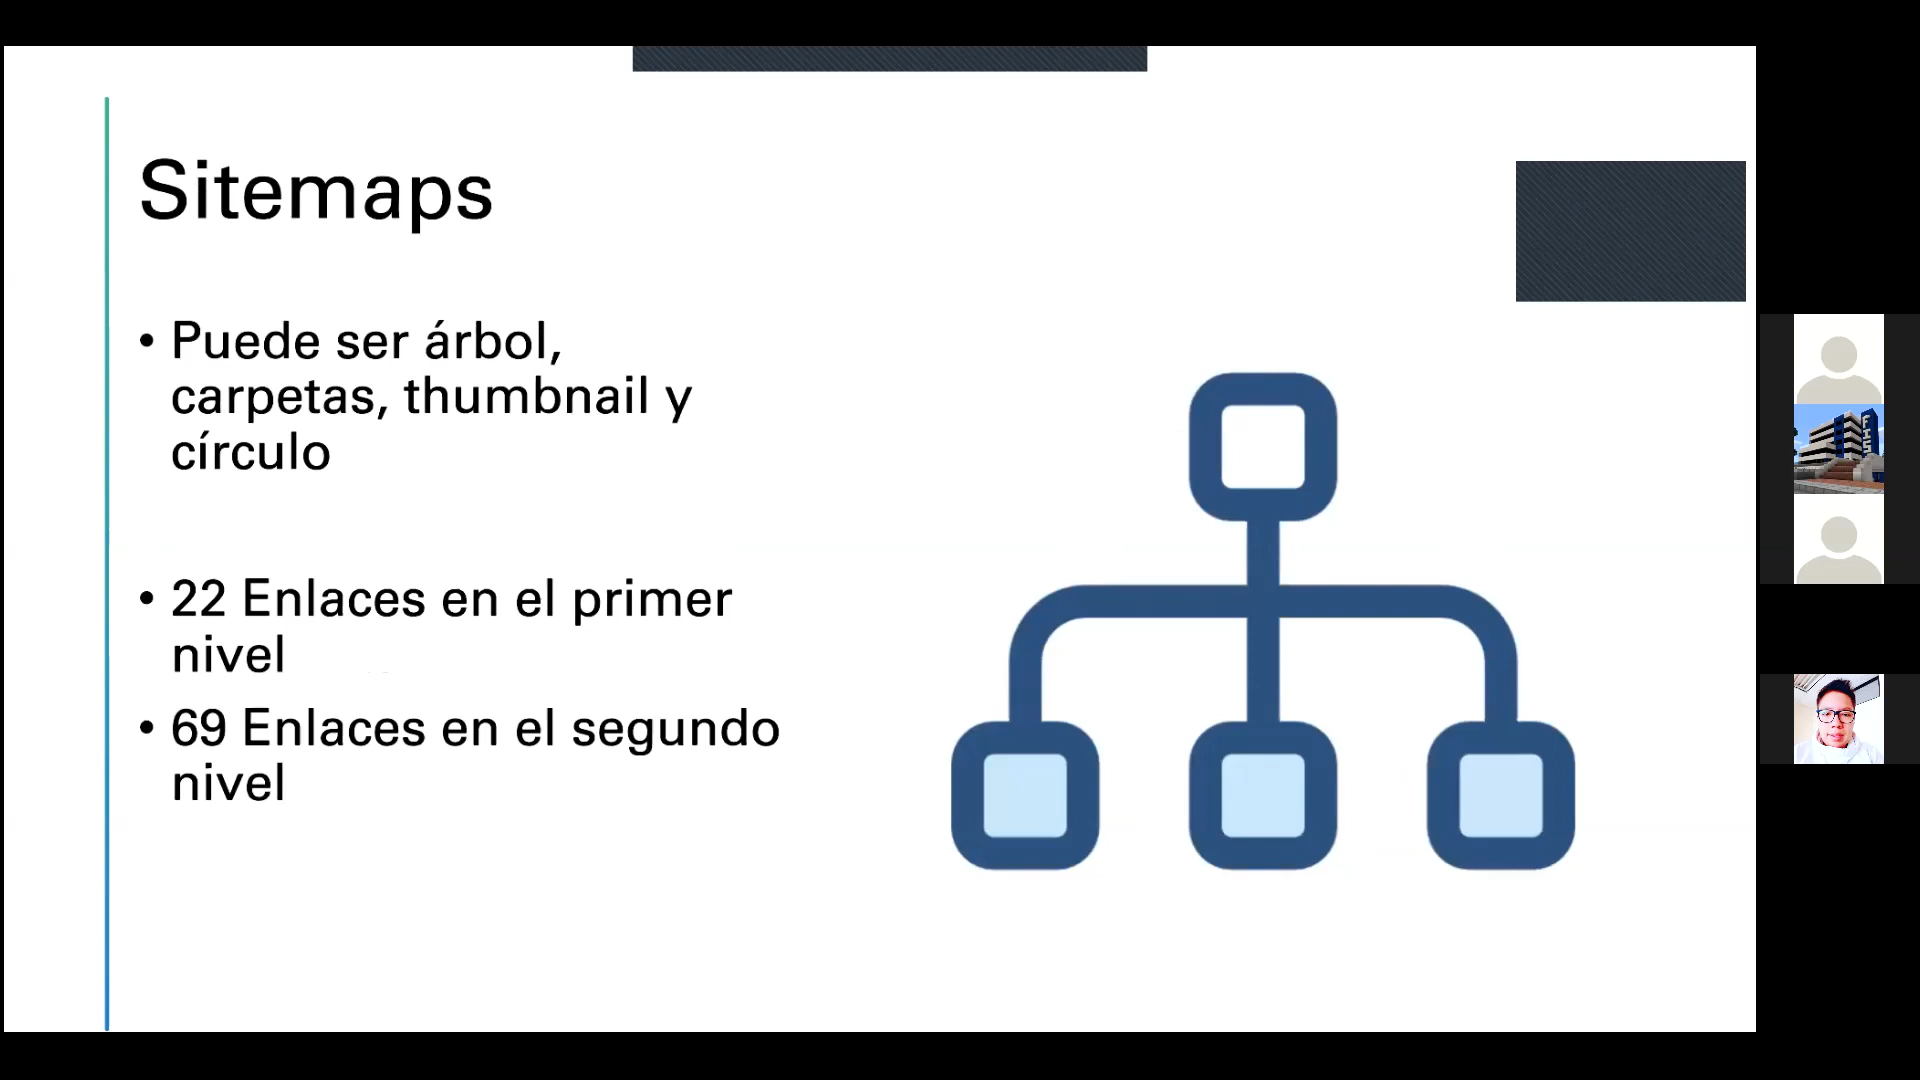 Sitemaps
• Puede ser árbol,
carpetas, thumbnail y
círculo
• 22 Enlaces en el primer
nivel
• 69 Enlaces en el segundo
nivel